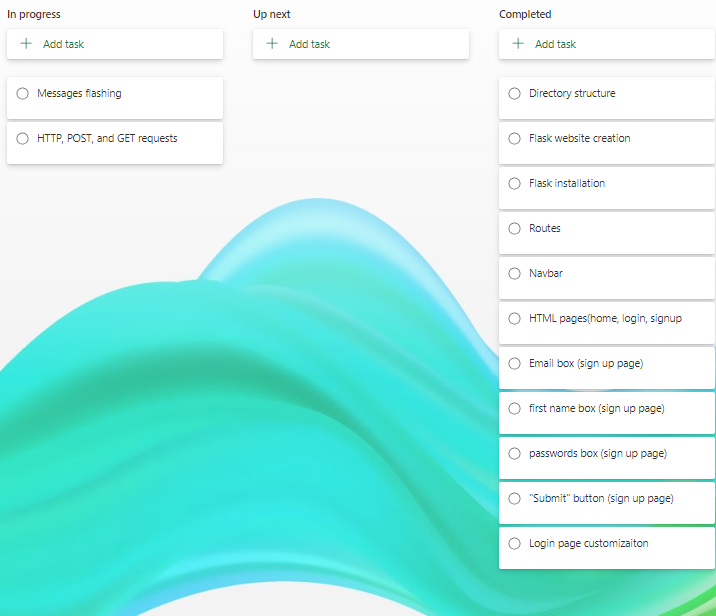 In progress
Add task
Messages flashing
HTTP, POST, and GET requests
Up next
Add task
Completed
Add task
Directory structure
Flask website creation
Flask installation
Routes
Navbar
HTML pages(home, login, signup
Email box (sign up page)
first name box (sign up page)
passwords box (sign up page)
"Submit" button (sign up page)
Login page customizaiton